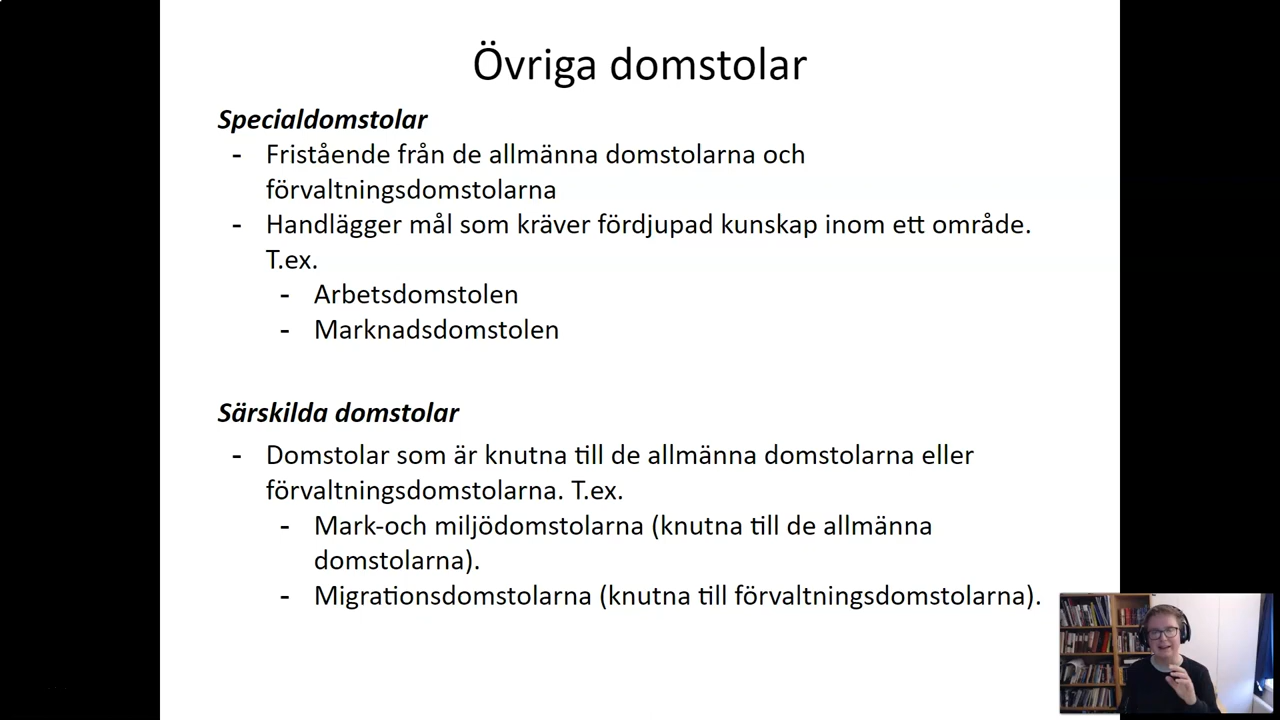 Övriga domstolar
Specialdomstolar
- Fristående från de allmänna domstolarna och
förvaltningsdomstolarna
- Handlägger mål som kräver fördjupad kunskap inom ett område.
T.ex.
- Arbetsdomstolen
- Marknadsdomstolen
Särskilda domstolar
- Domstolar som är knutna till de allmänna domstolarna eller
förvaltningsdomstolarna. T.ex.
- Mark-och miljödomstolarna (knutna till de allmänna
domstolarna).
- Migrationsdomstolarna (knutna till förvaltningsdomstolarna).